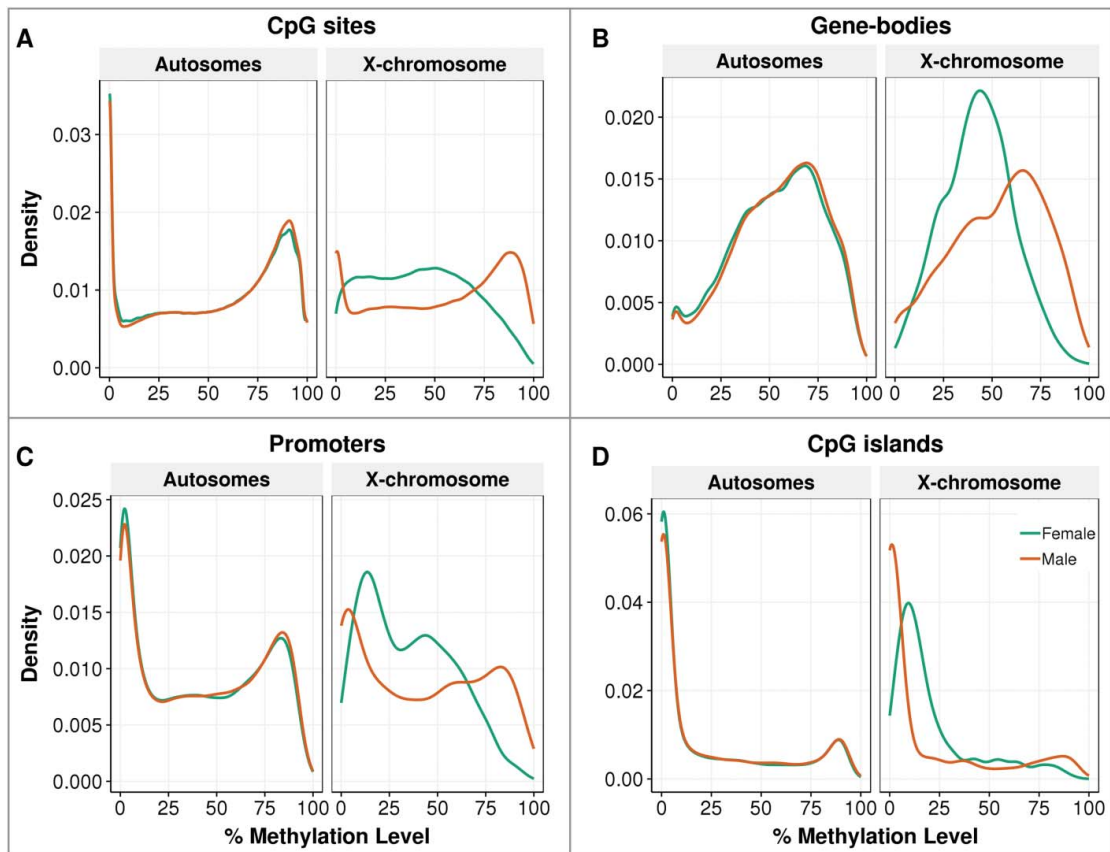 A
CpG sites
Autosomes
X-chromosome
Density
0.03
0.02
0.01
0.00
0 25 50 75 100
0 25 50 75 100
B
Gene-bodies
Autosomes
X-chromosome
0.020
0.015
0.010
0.005
0.000
0 25 50 75 100
0 25 50 75 100
C
Promoters
Autosomes
X-chromosome
Density
0.025
0.020
0.015
0.010
0.005
0.000
0 25 50 75 100
0 25 50 75 100
% Methylation Level
D
CpG islands
Autosomes
X-chromosome
0.06
0.04
0.02
0.00
Female
Male
0 25 50 75 100
0 25 50 75 100
% Methylation Level